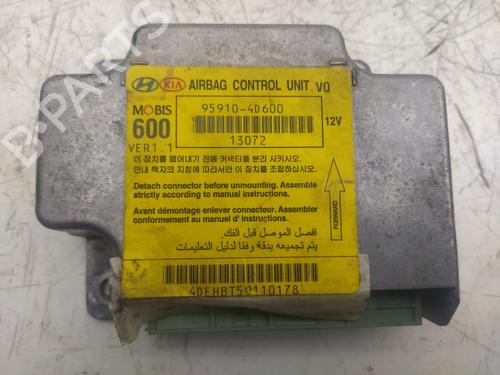 HYUNDAI KIA AIRBAG CONTROL UNIT, VQ
MOBIS
95910-4D600
600
13072
12V
VER1.1
이 장치를 떼어내기 전에 커넥터를 분리 시키시오.
안내 책자의 지침에 따라서만 이 장치를 조립하십시오
Detach connector before unmounting. Assemble
strictly according to manual instructions.
Avant démontage enlever connecteur. Assembler
conformement au manuel d' instructions.
افصل الموصل قبل الفك
يتم تجميعه بدقة وفقا لدليل التعليمات
FORWARD
4DEHBT50110178
B-PARTS